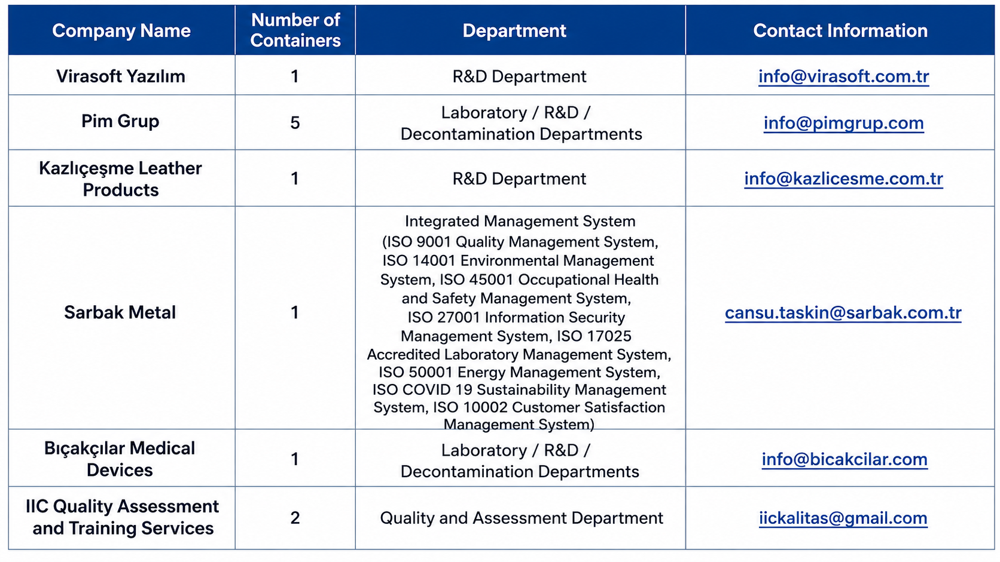 Company Name
Number of
Containers
Department
Contact Information
Virasoft Yazılım
1
R&D Department
info@virasoft.com.tr
Pim Grup
5
Laboratory / R&D /
Decontamination Departments
info@pimgrup.com
Kazlıçeşme Leather
Products
1
R&D Department
info@kazlicesme.com.tr
Sarbak Metal
1
Integrated Management System
(ISO 9001 Quality Management System,
ISO 14001 Environmental Management
System, ISO 45001 Occupational Health
and Safety Management System,
ISO 27001 Information Security
Management System, ISO 17025
Accredited Laboratory Management System,
ISO 50001 Energy Management System,
ISO COVID 19 Sustainability Management
System, ISO 10002 Customer Satisfaction
Management System)
cansu.taskin@sarbak.com.tr
Bıçakçılar Medical
Devices
1
Laboratory / R&D /
Decontamination Departments
info@bicakcilar.com
IIC Quality Assessment
and Training Services
2
Quality and Assessment Department
iickalitas@gmail.com